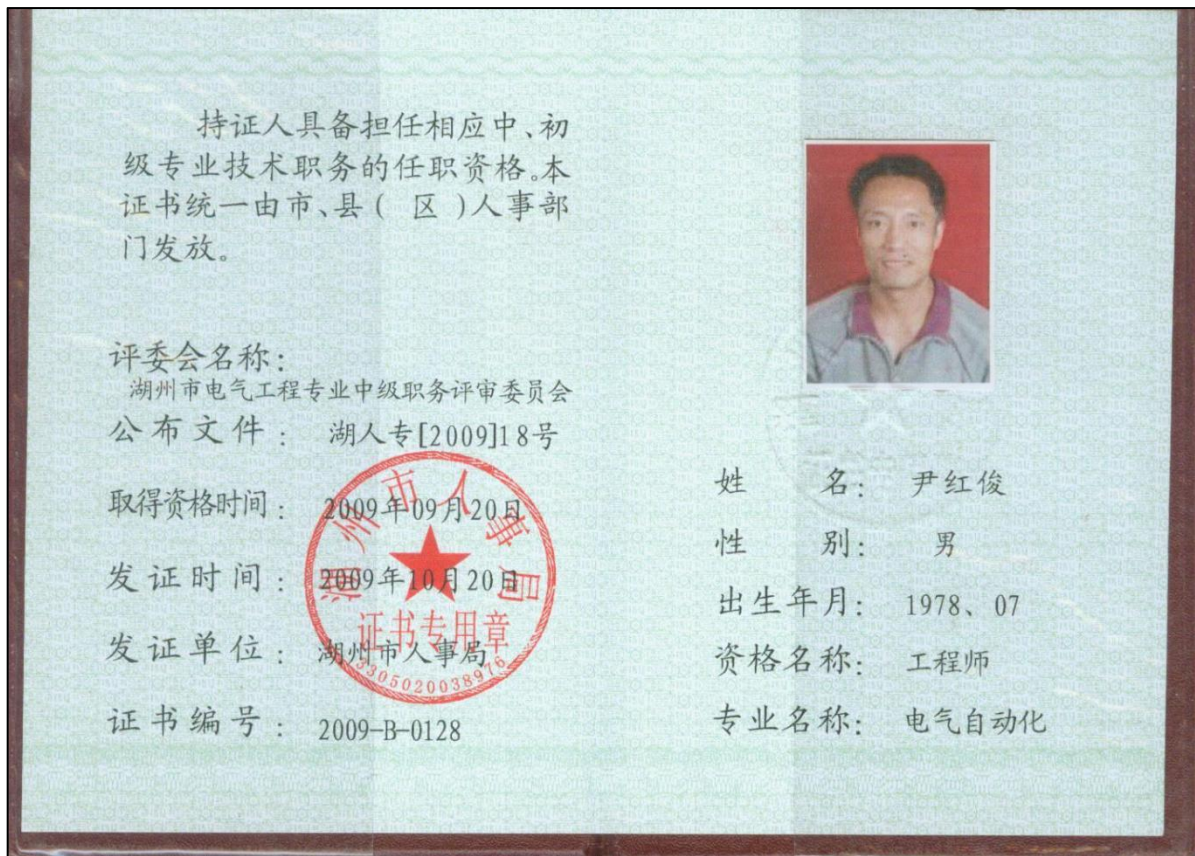 持证人具备担任相应中、初
级专业技术职务的任职资格。本
证书统一由市、县( 区 )人事部
门发放。
评委会名称:
湖州市电气工程专业中级职务评审委员会
公布文件: 湖人专[2009]18号
取得资格时间: 2009年09月20日
发证时间: 2009年10月20日
发证单位: 湖州市人事局
证书编号: 2009-B-0128
湖州市人事局
证书专用章
3305020038976
姓 名: 尹红俊
性 别: 男
出生年月: 1978、07
资格名称: 工程师
专业名称: 电气自动化